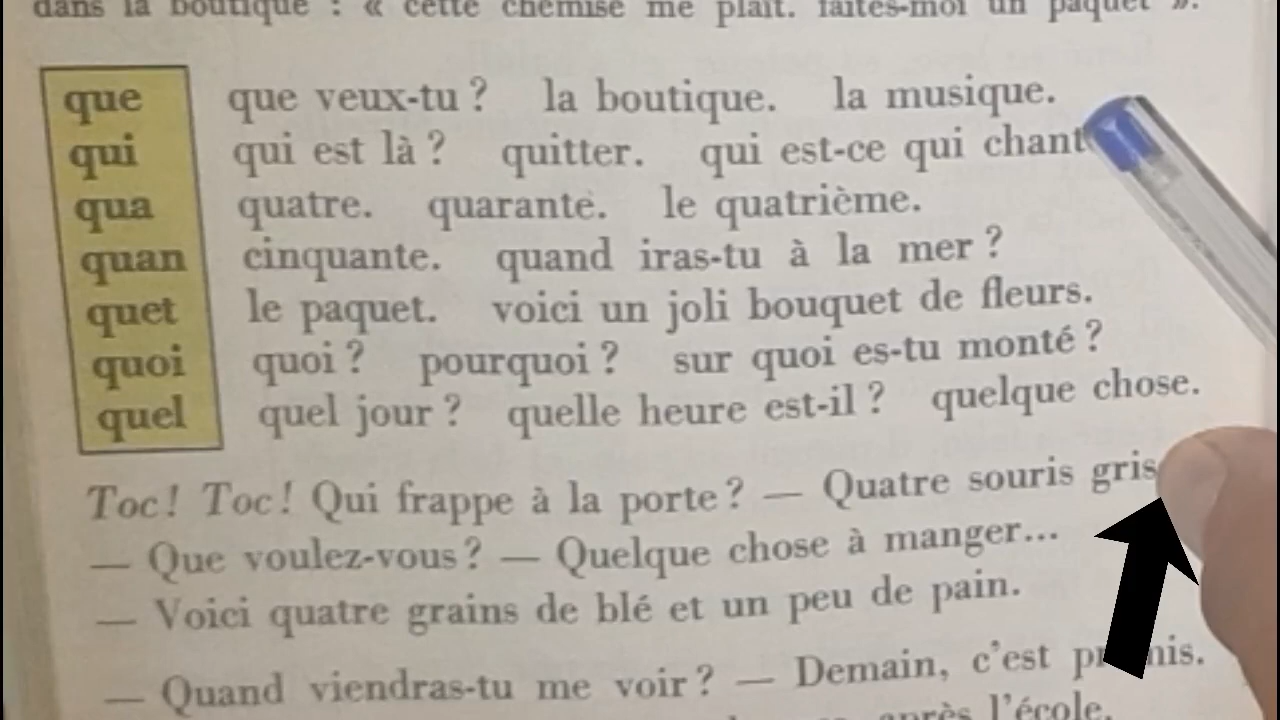 dans la boutique : « cette chemise me plaît. faites-moi un paquet ».
que que veux-tu ? la boutique. la musique.
qui qui est là ? quitter. qui est-ce qui
qua quatre. quarante. le quatrième.
quan cinquante. quand iras-tu à la mer ?
quet le paquet. voici un joli bouquet de fleurs.
quoi quoi ? pourquoi ? sur quoi es-tu monté ?
quel quel jour ? quelle heure est-il ? quelque chose.
Toc ! Toc ! Qui frappe à la porte ? — Quatre souris
— Que voulez-vous ? — Quelque chose à manger...
— Voici quatre grains de blé et un peu de pain.
— Quand viendras-tu me voir ? — Demain, c'est
après l'école.